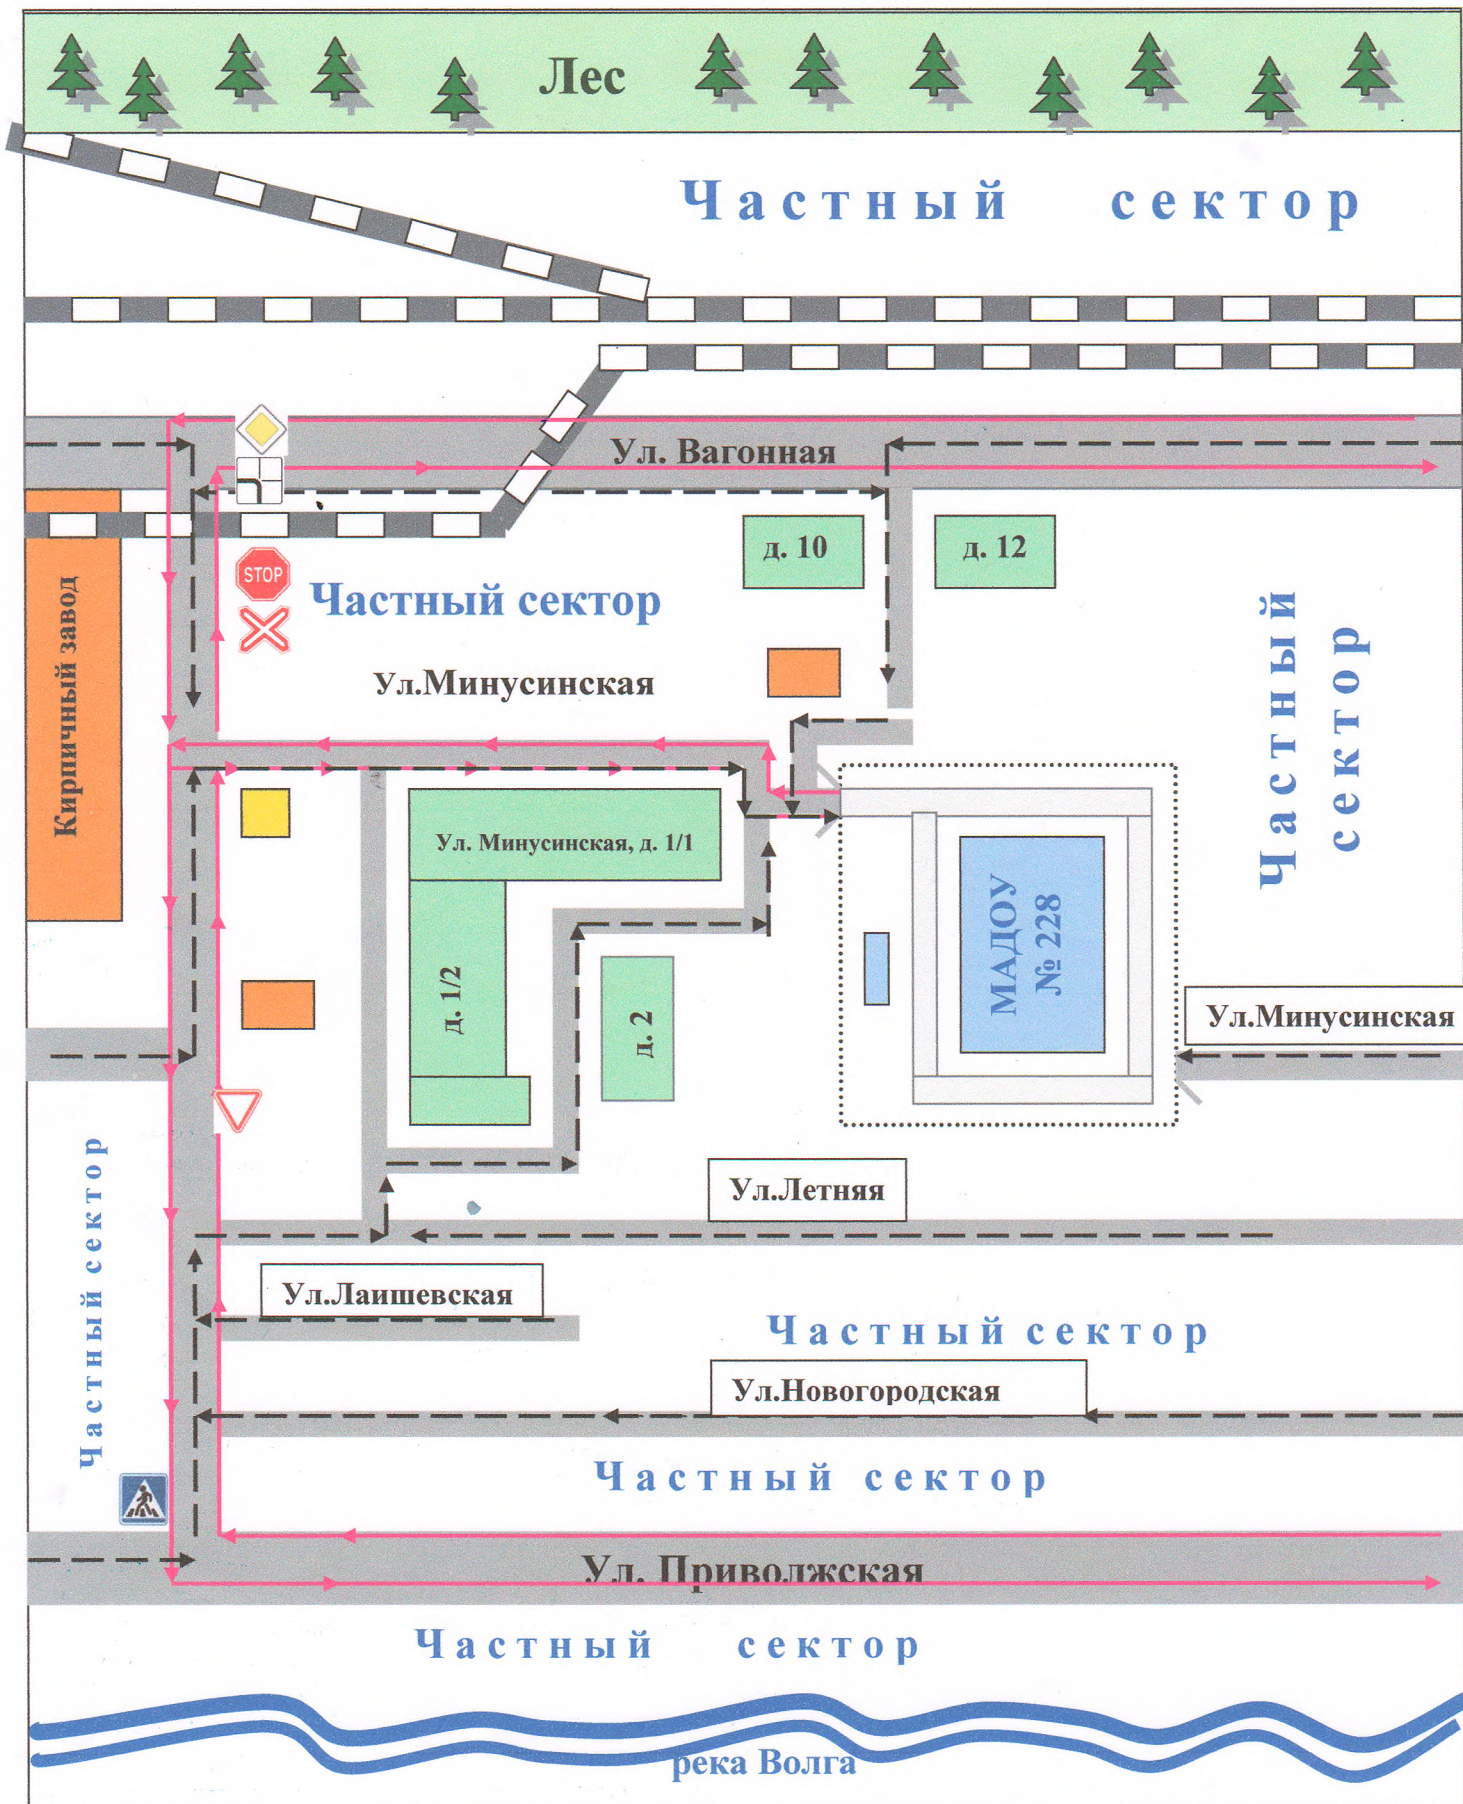 Лес
Частный сектор
Ул. Вагонная
д. 10
д. 12
STOP
Частный сектор
Кирпичный завод
Ул.Минусинская
Частный
сектор
Ул. Минусинская, д. 1/1
МАДОУ
№ 228
д. 1/2
д. 2
Ул.Минусинская
Частный сектор
Ул.Летняя
Ул.Лаишевская
Частный сектор
Ул.Новогородская
Частный сектор
Ул. Приволжская
Частный сектор
река Волга